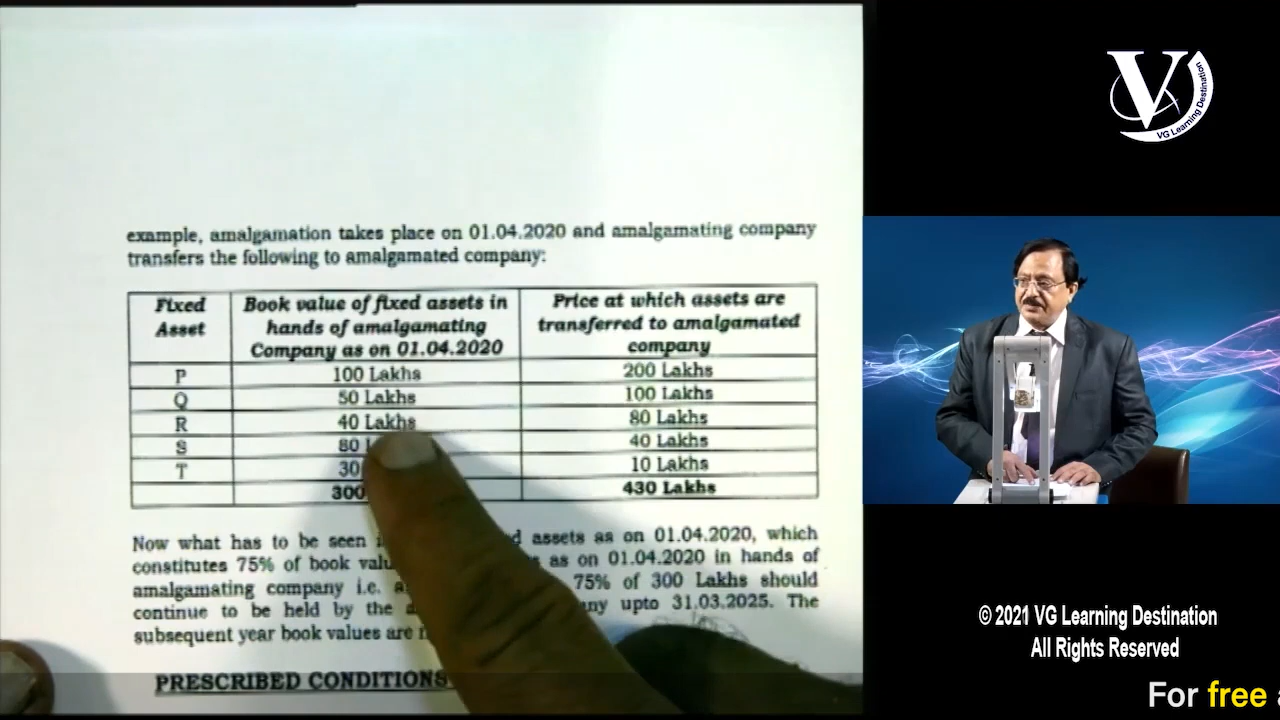 example, amalgamation takes place on 01.04.2020 and amalgamating company
transfers the following to amalgamated company:
Fixed Asset Book value of fixed assets in hands of amalgamating Company as on 01.04.2020 Price at which assets are transferred to amalgamated company
P 100 Lakhs 200 Lakhs
Q 50 Lakhs 100 Lakhs
R 40 Lakhs 80 Lakhs
S 80 40 Lakhs
T 30 10 Lakhs
300 430 Lakhs
Now what has to be seen assets as on 01.04.2020, which
constitutes 75% of book as on 01.04.2020 in hands of
amalgamating company i.e. 75% of 300 Lakhs should
continue to be held by the upto 31.03.2025. The
subsequent year book values are
PRESCRIBED CONDITIONS
V
VG Learning Destination
© 2021 VG Learning Destination
All Rights Reserved
For free